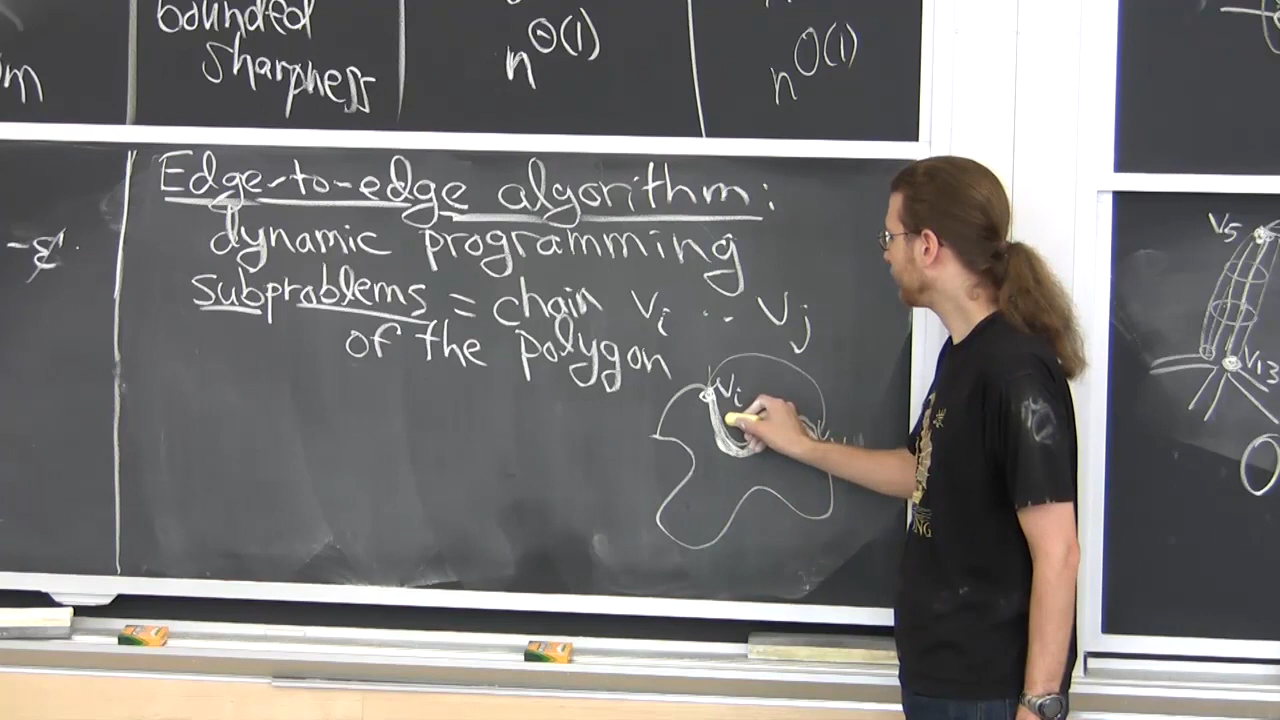 bounded
sharpness
n^O(1)
n^O(1)
m
-ε.
Edge-to-edge algorithm:
dynamic programming
subproblems = chain v_i .. v_j
of the polygon
v_i
v_5
v_13
NG